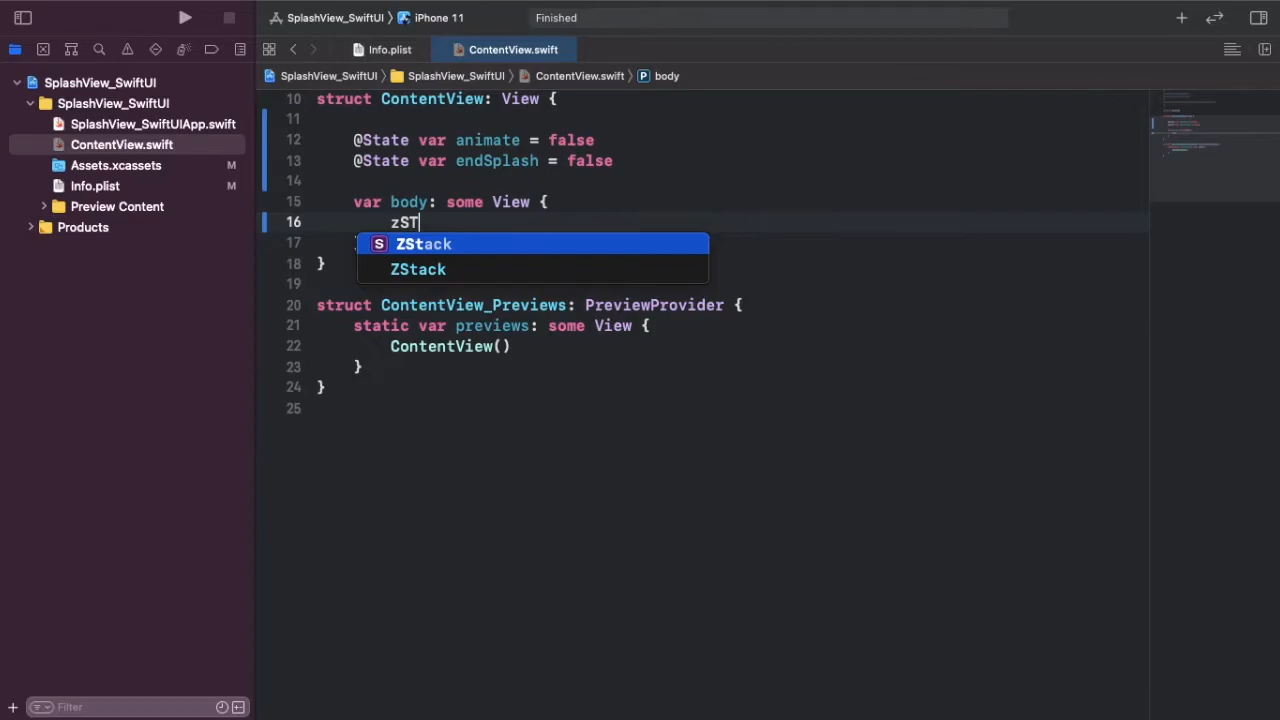 SplashView_SwiftUI › iPhone 11
Finished
Info.plist
ContentView.swift
SplashView_SwiftUI › SplashView_SwiftUI › ContentView.swift › P body
SplashView_SwiftUI
SplashView_SwiftUI
SplashView_SwiftUIApp.swift
ContentView.swift
Assets.xcassets M
Info.plist M
Preview Content
Products
10 struct ContentView: View {
11
12 @State var animate = false
13 @State var endSplash = false
14
15 var body: some View {
16 zST
S ZStack
ZStack
17
18 }
19
20 struct ContentView_Previews: PreviewProvider {
21 static var previews: some View {
22 ContentView()
23 }
24 }
25
Filter